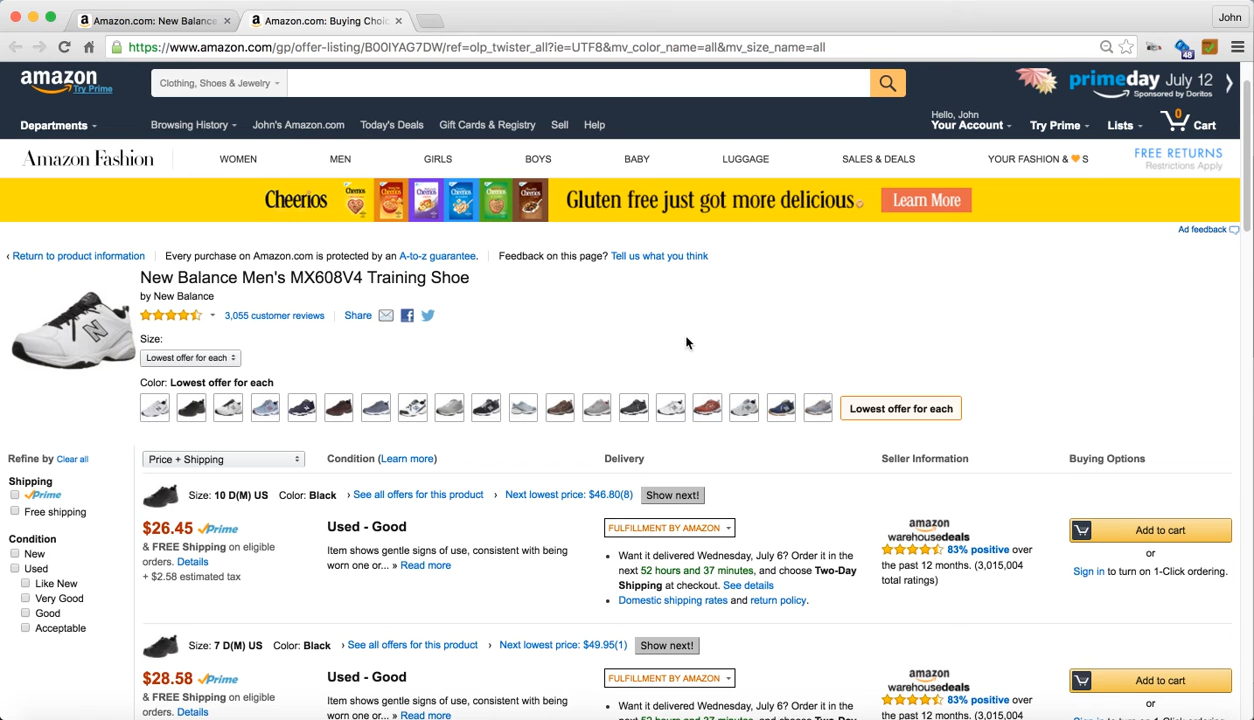 Amazon.com: New Balance
Amazon.com: Buying Choic
John
https://www.amazon.com/gp/offer-listing/B00IYAG7DW/ref=olp_twister_all?ie=UTF8&mv_color_name=all&mv_size_name=all
48
amazon
Try Prime
Clothing, Shoes & Jewelry
primeday July 12
Sponsored by Doritos
Departments
Browsing History
John's Amazon.com
Today's Deals
Gift Cards & Registry
Sell
Help
Hello, John
Your Account
Try Prime
Lists
0
Cart
Amazon Fashion
WOMEN
MEN
GIRLS
BOYS
BABY
LUGGAGE
SALES & DEALS
YOUR FASHION & 🧡 S
FREE RETURNS
Restrictions Apply
Cheerios
Gluten free just got more delicious.
Learn More
Ad feedback
‹ Return to product information
Every purchase on Amazon.com is protected by an A-to-z guarantee.
Feedback on this page? Tell us what you think
New Balance Men's MX608V4 Training Shoe
by New Balance
3,055 customer reviews
Share
Size:
Lowest offer for each
Color: Lowest offer for each
Lowest offer for each
Refine by Clear all
Shipping
Prime
Free shipping
Condition
New
Used
Like New
Very Good
Good
Acceptable
Price + Shipping
Condition (Learn more)
Delivery
Seller Information
Buying Options
Size: 10 D(M) US Color: Black › See all offers for this product › Next lowest price: $46.80(8) Show next!
$26.45 Prime
& FREE Shipping on eligible
orders. Details
+ $2.58 estimated tax
Used - Good
Item shows gentle signs of use, consistent with being
worn one or... » Read more
FULFILLMENT BY AMAZON
• Want it delivered Wednesday, July 6? Order it in the
next 52 hours and 37 minutes, and choose Two-Day
Shipping at checkout. See details
• Domestic shipping rates and return policy.
amazon
warehousedeals
83% positive over
the past 12 months. (3,015,004
total ratings)
Add to cart
or
Sign in to turn on 1-Click ordering.
Size: 7 D(M) US Color: Black › See all offers for this product › Next lowest price: $49.95(1) Show next!
$28.58 Prime
& FREE Shipping on eligible
orders. Details
Used - Good
Item shows gentle signs of use, consistent with being
worn one or... » Read more
FULFILLMENT BY AMAZON
• Want it delivered Wednesday, July 6? Order it in the
amazon
warehousedeals
83% positive over
the past 12 months. (3,015,004
Add to cart
or